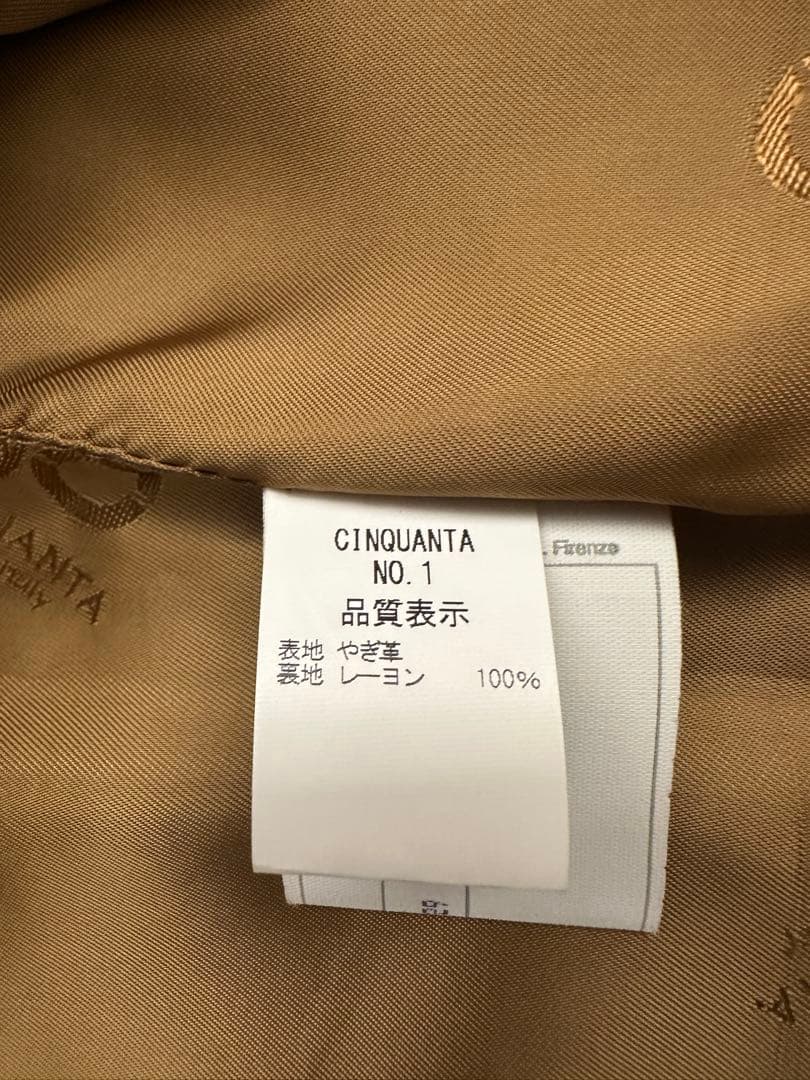 CINQUANTA
NO.1
品質表示
表地 やぎ革
裏地 レーヨン 100%
. Firenze